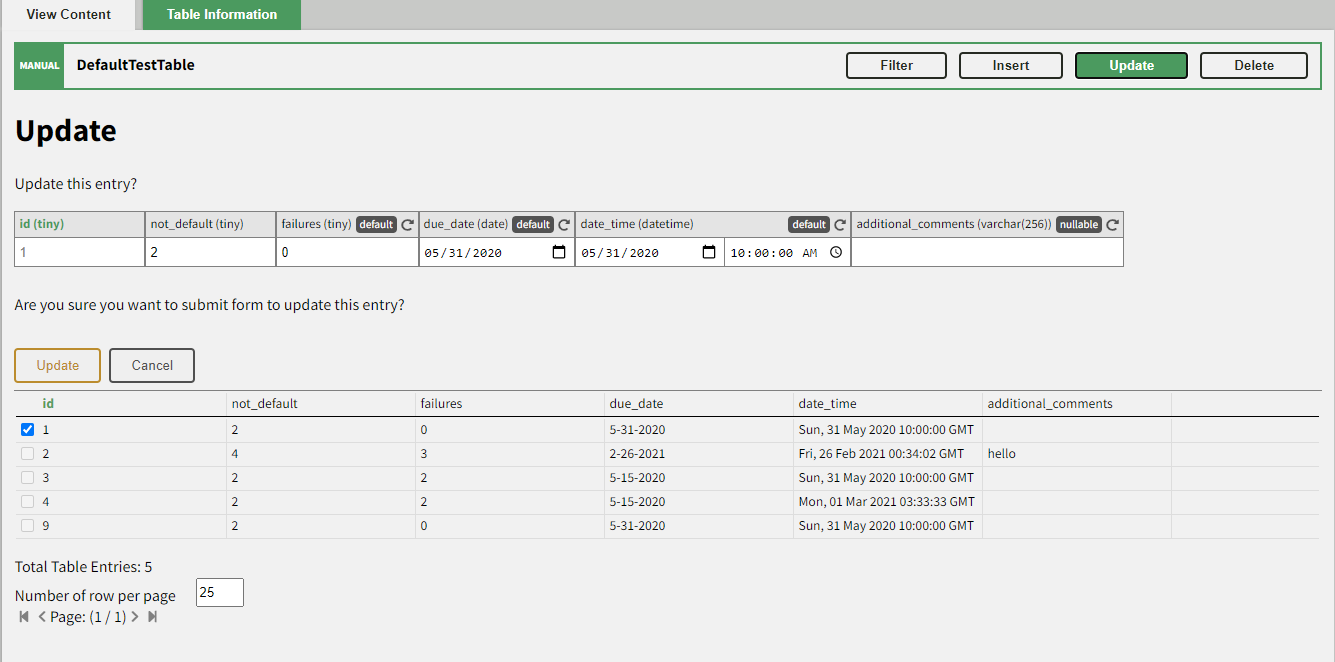 View Content Table Information
MANUAL DefaultTestTable Filter Insert Update Delete
Update
Update this entry?
id (tiny) not_default (tiny) failures (tiny) default due_date (date) default date_time (datetime) default additional_comments (varchar(256)) nullable
1 2 0 05/31/2020 05/31/2020 10:00:00 AM
Are you sure you want to submit form to update this entry?
Update Cancel
id not_default failures due_date date_time additional_comments
1 2 0 5-31-2020 Sun, 31 May 2020 10:00:00 GMT
2 4 3 2-26-2021 Fri, 26 Feb 2021 00:34:02 GMT hello
3 2 2 5-15-2020 Sun, 31 May 2020 10:00:00 GMT
4 2 2 5-15-2020 Mon, 01 Mar 2021 03:33:33 GMT
9 2 0 5-31-2020 Sun, 31 May 2020 10:00:00 GMT
Total Table Entries: 5
Number of row per page 25
Page: (1 / 1)